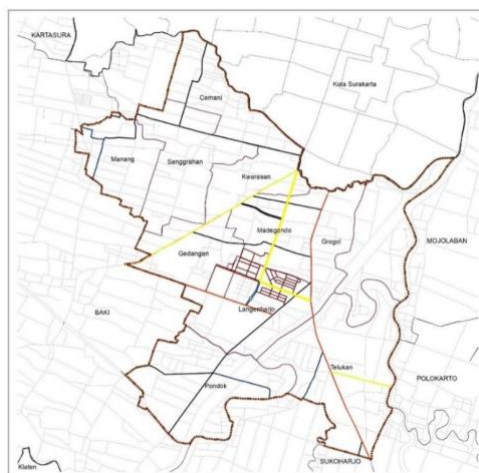 KARTASURA
Kota Surakarta
Cemani
Manang
Sanggrahan
Kwarasan
Madegondo
Grogol
MOJOLABAN
Gedangan
Langenharjo
BAKI
Telukan
POLOKARTO
Pondok
SUKOHARJO
Klaten